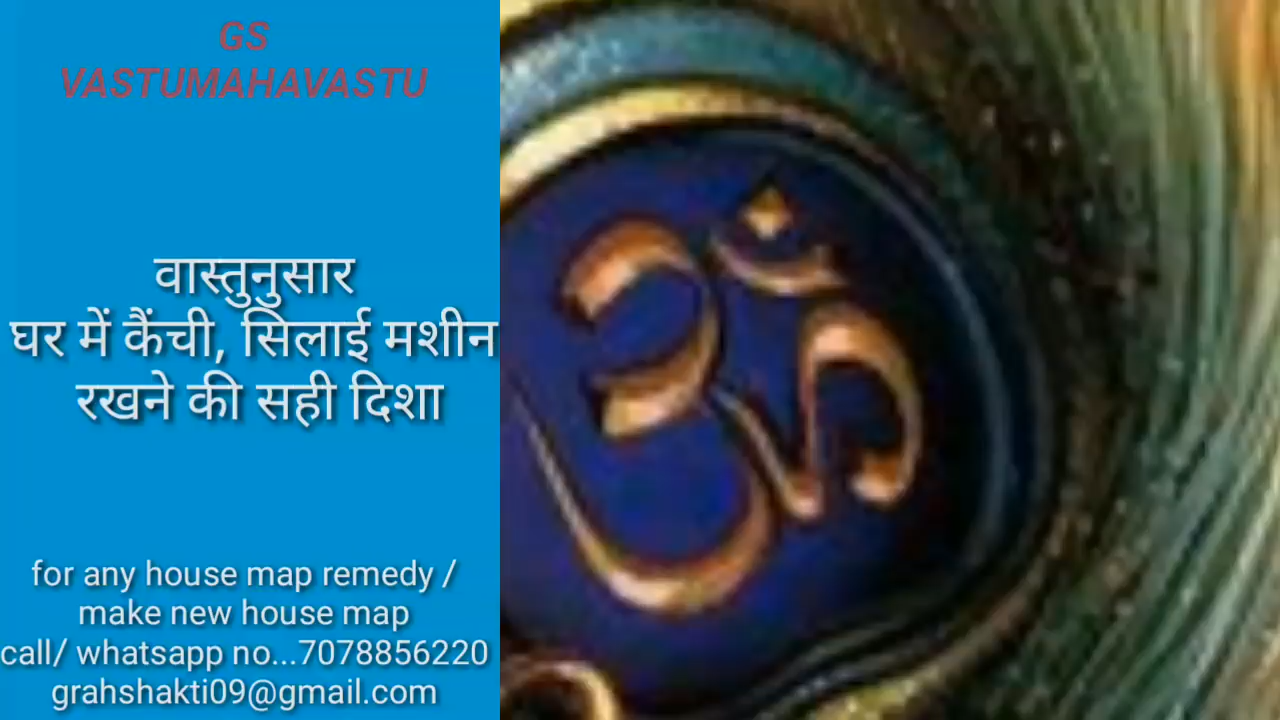 GS
VASTUMAHAVASTU
वास्तुनुसार
घर में कैंची, सिलाई मशीन
रखने की सही दिशा
for any house map remedy /
make new house map
call/ whatsapp no...7078856220
grahshakti09@gmail.com
ॐ